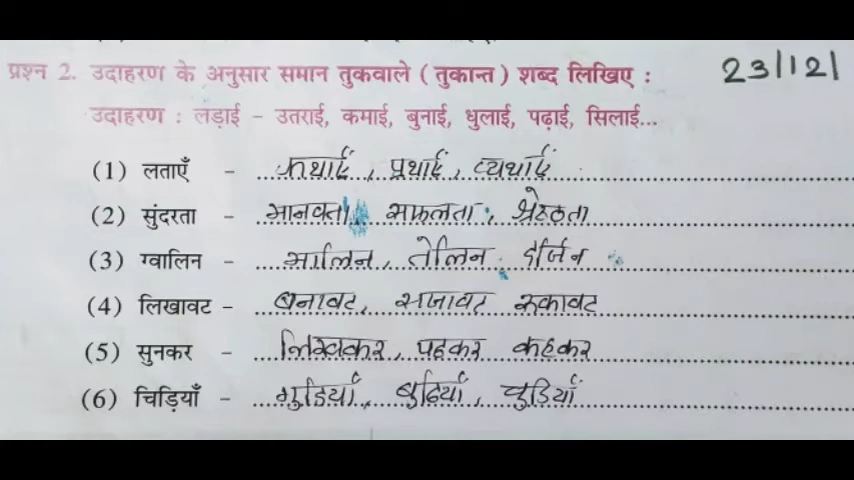 प्रश्न 2. उदाहरण के अनुसार समान तुकवाले (तुकान्त) शब्द लिखिए : 23/12/
उदाहरण : लड़ाई - उतराई, कमाई, बुनाई, धुलाई, पढ़ाई, सिलाई...
(1) लताएँ - कथाएँ, प्रथाएँ, व्यथाएँ
(2) सुंदरता - मानवता, सफलता, श्रेष्ठता
(3) ग्वालिन - मालिन, तेलिन, दर्जिन
(4) लिखावट - बनावट, सजावट रुकावट
(5) सुनकर - लिखकर, पढकर कहकर
(6) चिड़ियाँ - गुडियाँ, बुढियाँ, चुडियाँ